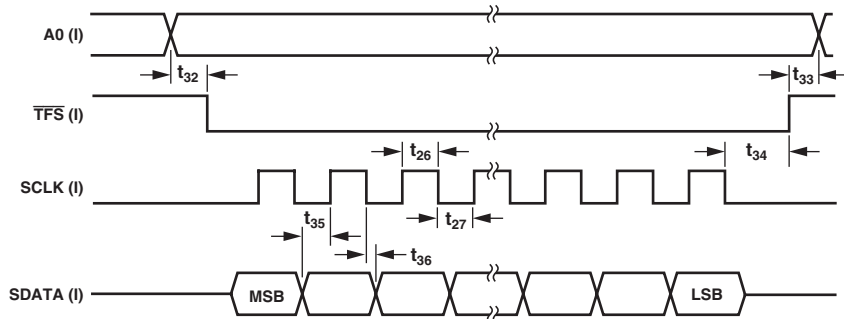 A0 (I)
t32
t33
TFS (I)
t26
t34
SCLK (I)
t35
t27
t36
SDATA (I)
MSB
LSB